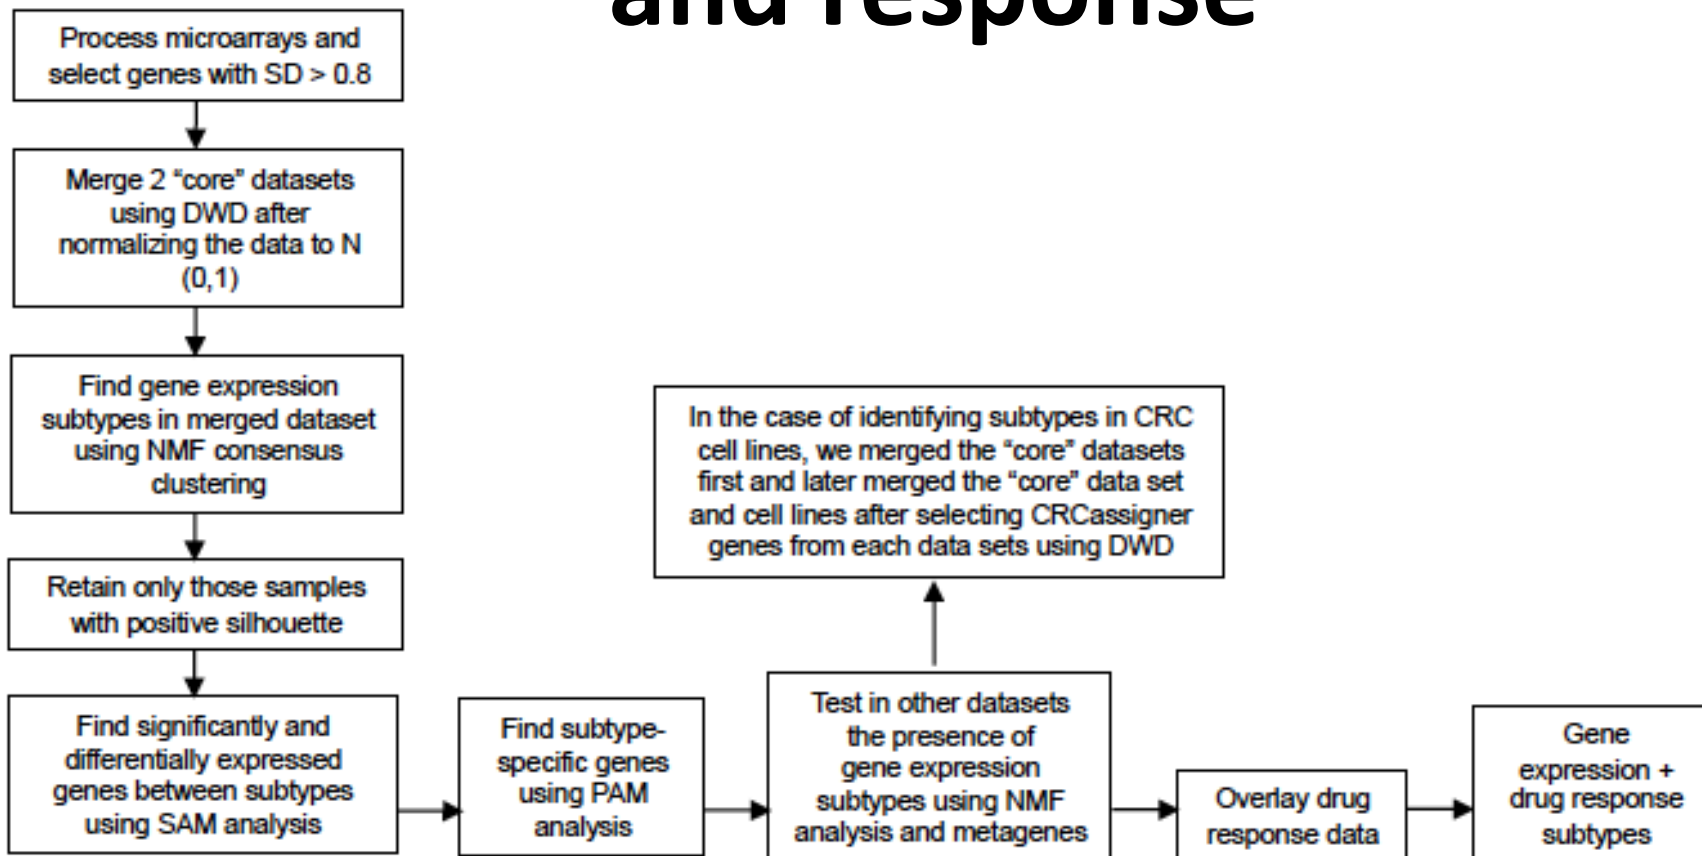 and response
Process microarrays and
select genes with SD > 0.8
Merge 2 “core” datasets
using DWD after
normalizing the data to N
(0,1)
Find gene expression
subtypes in merged dataset
using NMF consensus
clustering
Retain only those samples
with positive silhouette
Find significantly and
differentially expressed
genes between subtypes
using SAM analysis
Find subtype-
specific genes
using PAM
analysis
In the case of identifying subtypes in CRC
cell lines, we merged the “core” datasets
first and later merged the “core” data set
and cell lines after selecting CRCassigner
genes from each data sets using DWD
Test in other datasets
the presence of
gene expression
subtypes using NMF
analysis and metagenes
Overlay drug
response data
Gene
expression +
drug response
subtypes